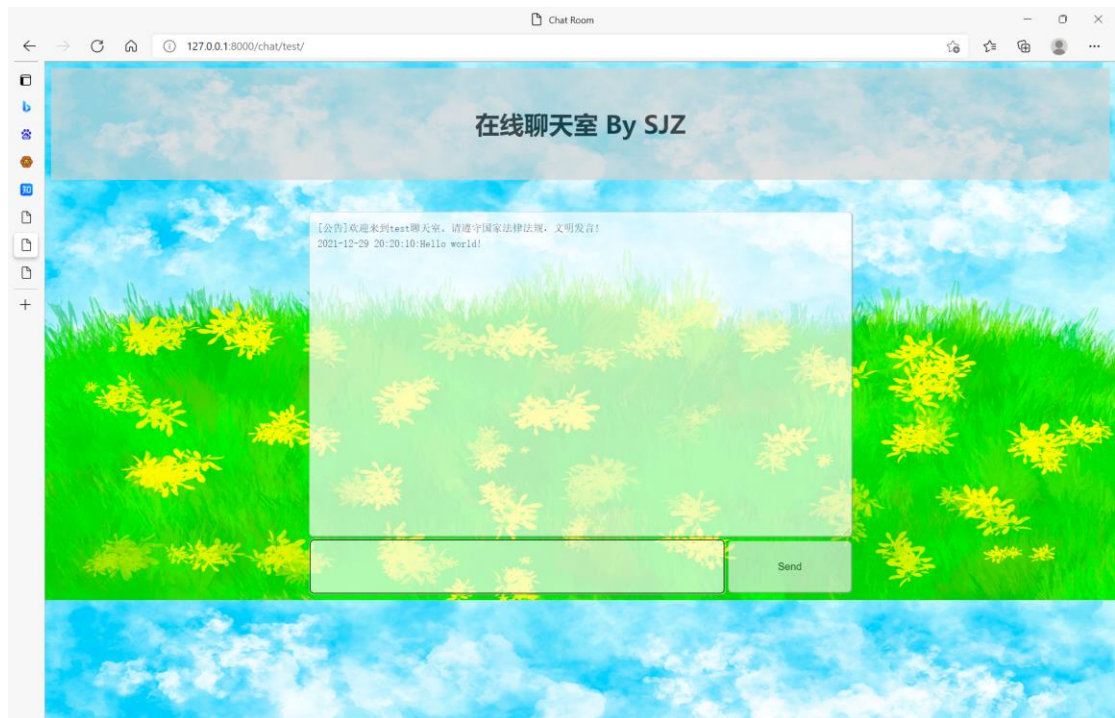 Chat Room
127.0.0.1:8000/chat/test/
在线聊天室 By SJZ
[公告]欢迎来到test聊天室，请遵守国家法律法规，文明发言！
2021-12-29 20:20:10:Hello world!
Send